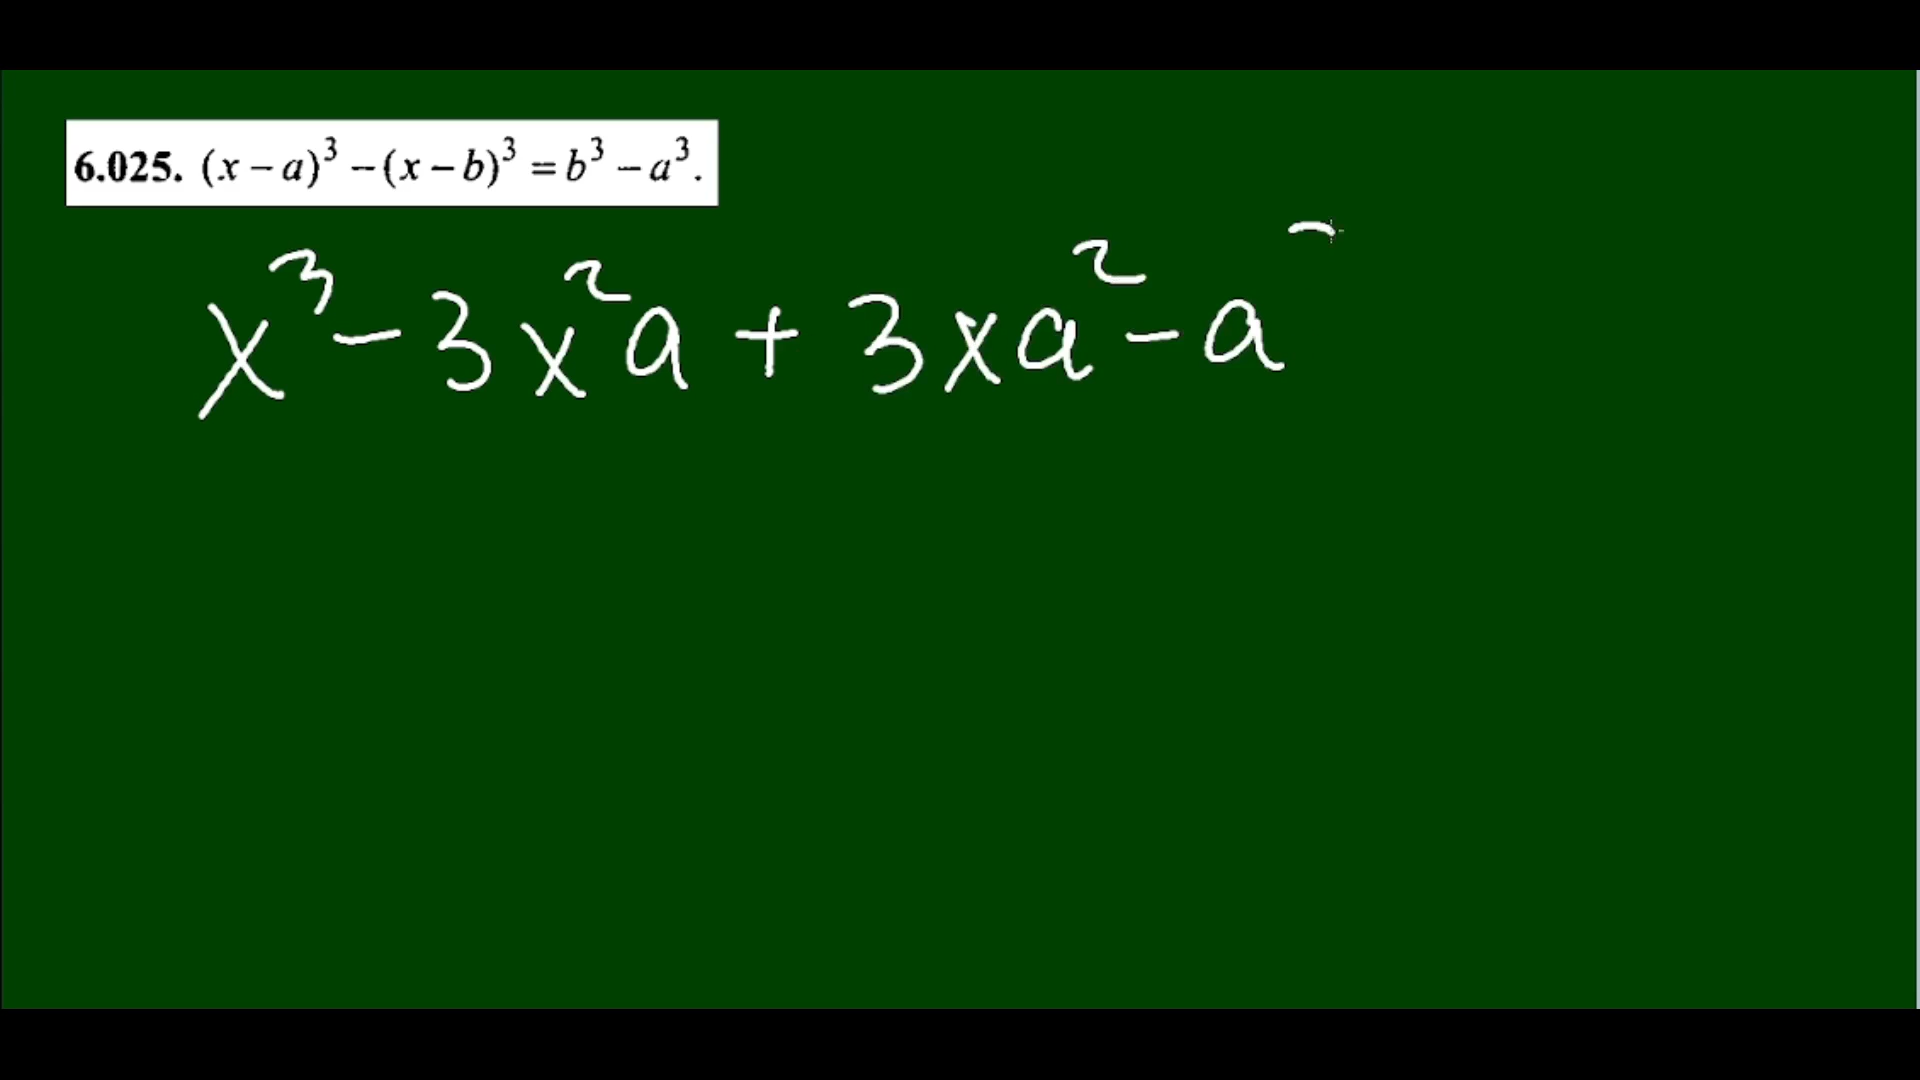 6.025. (x – a)³ – (x – b)³ = b³ – a³.
x³ - 3x²a + 3xa² - a